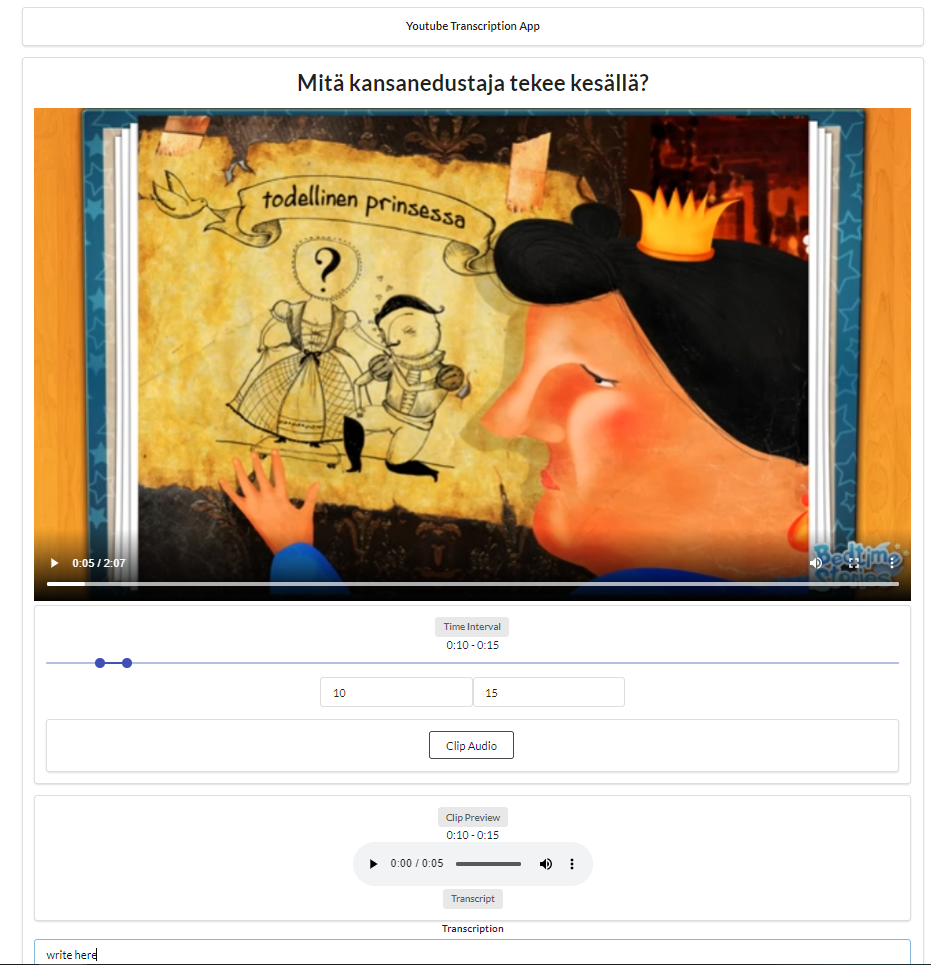 Youtube Transcription App
Mitä kansanedustaja tekee kesällä?
todellinen prinsessa
?
Bedtime
Stories
0:05 / 2:07
Time Interval
0:10 - 0:15
10
15
Clip Audio
Clip Preview
0:10 - 0:15
0:00 / 0:05
Transcript
Transcription
write here